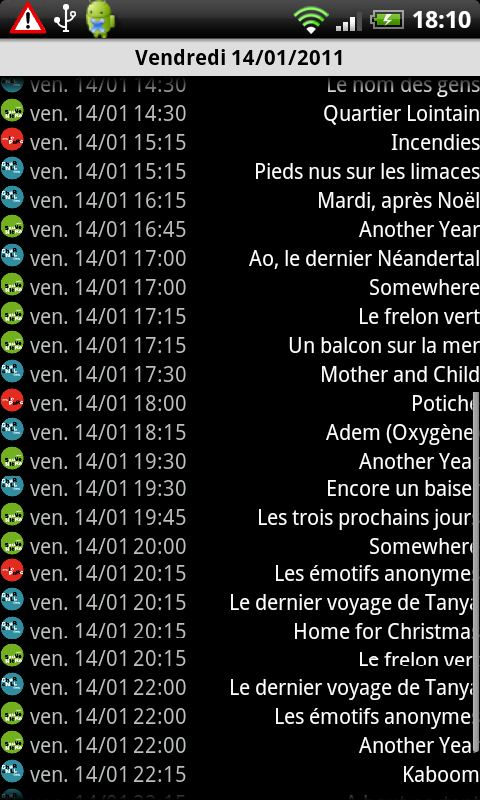 18:10
Vendredi 14/01/2011
ven. 14/01 14:30 Le nom des gens
ven. 14/01 14:30 Quartier Lointain
ven. 14/01 15:15 Incendies
ven. 14/01 15:15 Pieds nus sur les limaces
ven. 14/01 16:15 Mardi, après Noël
ven. 14/01 16:45 Another Year
ven. 14/01 17:00 Ao, le dernier Néandertal
ven. 14/01 17:00 Somewhere
ven. 14/01 17:15 Le frelon vert
ven. 14/01 17:15 Un balcon sur la mer
ven. 14/01 17:30 Mother and Child
ven. 14/01 18:00 Potiche
ven. 14/01 18:15 Adem (Oxygène
ven. 14/01 19:30 Another Year
ven. 14/01 19:30 Encore un baise
ven. 14/01 19:45 Les trois prochains jour
ven. 14/01 20:00 Somewhere
ven. 14/01 20:15 Les émotifs anonyme
ven. 14/01 20:15 Le dernier voyage de Tanya
ven. 14/01 20:15 Home for Christma
ven. 14/01 20:15 Le frelon vert
ven. 14/01 22:00 Le dernier voyage de Tanya
ven. 14/01 22:00 Les émotifs anonyme
ven. 14/01 22:00 Another Year
ven. 14/01 22:15 Kaboom